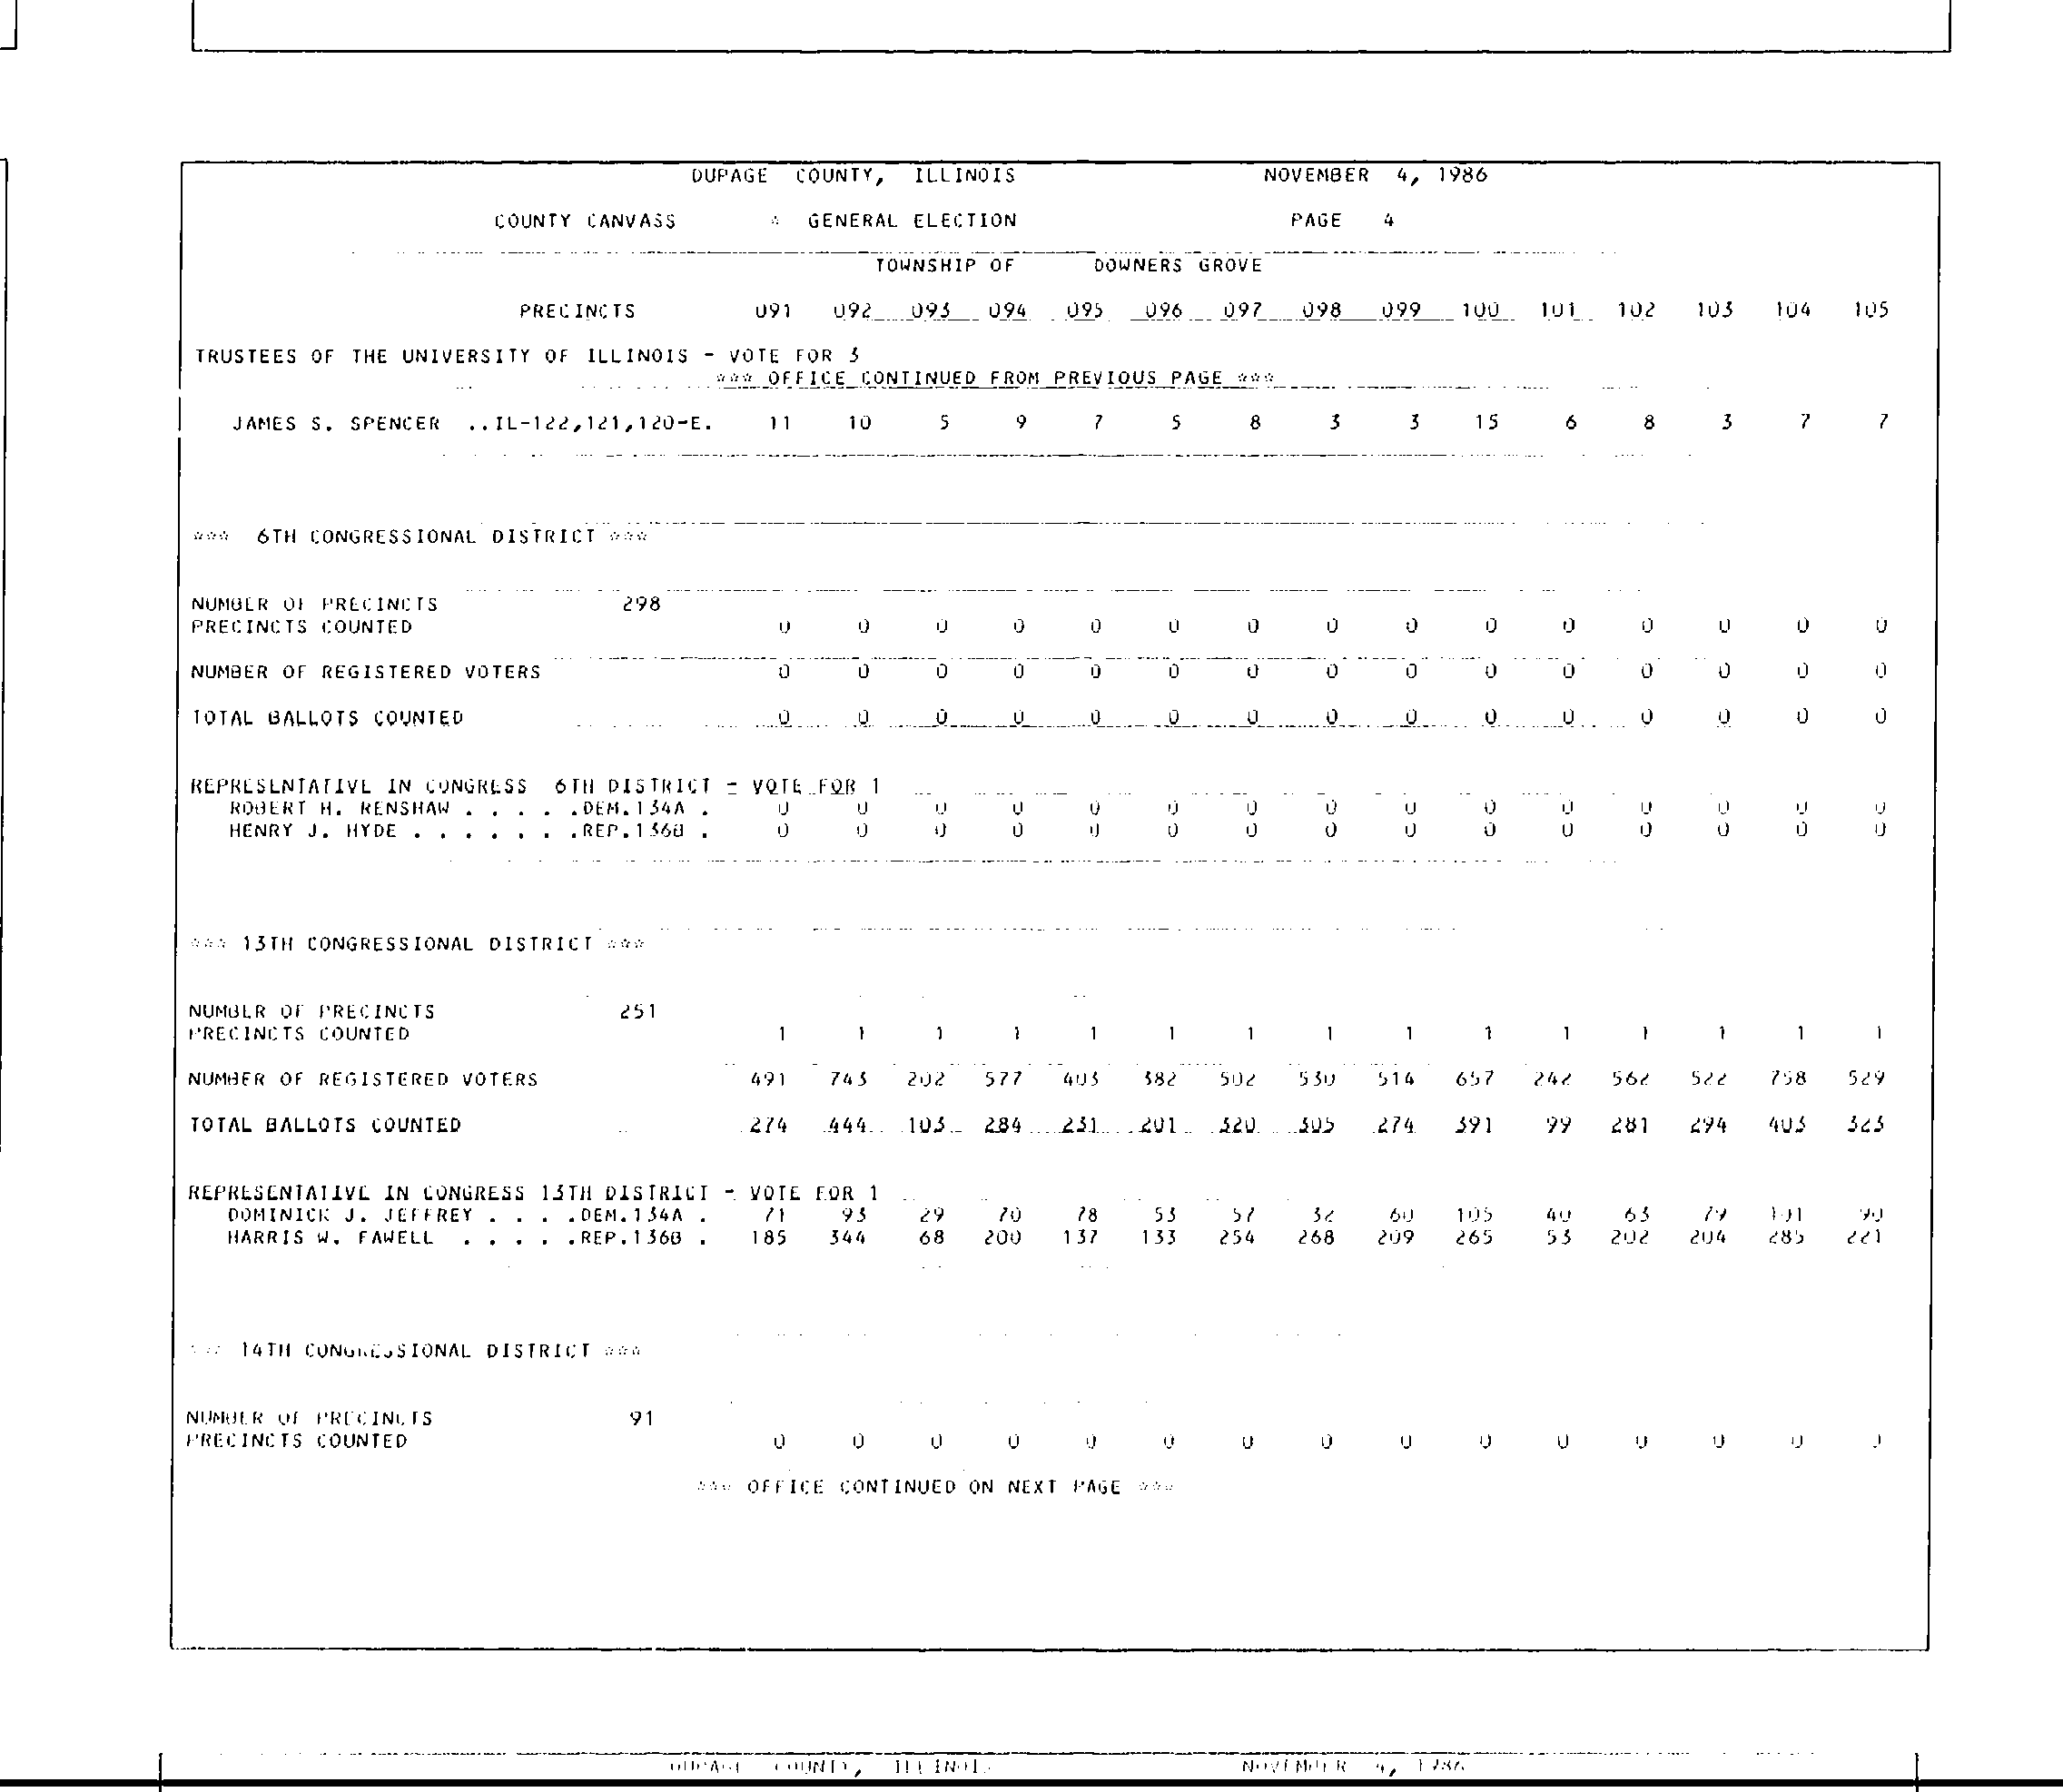 DUPAGE COUNTY, ILLINOIS NOVEMBER 4, 1986
COUNTY CANVASS * GENERAL ELECTION PAGE 4
TOWNSHIP OF DOWNERS GROVE
PRECINCTS 091 092 093 094 095 096 097 098 099 100 101 102 103 104 105
TRUSTEES OF THE UNIVERSITY OF ILLINOIS - VOTE FOR 3
*** OFFICE CONTINUED FROM PREVIOUS PAGE ***
JAMES S. SPENCER ..IL-122,121,120-E. 11 10 5 9 7 5 8 3 3 15 6 8 3 7 7
*** 6TH CONGRESSIONAL DISTRICT ***
NUMBER OF PRECINCTS 298
PRECINCTS COUNTED 0 0 0 0 0 0 0 0 0 0 0 0 0 0 0
NUMBER OF REGISTERED VOTERS 0 0 0 0 0 0 0 0 0 0 0 0 0 0 0
TOTAL BALLOTS COUNTED 0 0 0 0 0 0 0 0 0 0 0 0 0 0 0
REPRESENTATIVE IN CONGRESS 6TH DISTRICT - VOTE FOR 1
ROBERT H. RENSHAW . . . . .DEM.134A . 0 0 0 0 0 0 0 0 0 0 0 0 0 0 0
HENRY J. HYDE . . . . . . .REP.136B . 0 0 0 0 0 0 0 0 0 0 0 0 0 0 0
*** 13TH CONGRESSIONAL DISTRICT ***
NUMBER OF PRECINCTS 251
PRECINCTS COUNTED 1 1 1 1 1 1 1 1 1 1 1 1 1 1 1
NUMBER OF REGISTERED VOTERS 491 743 202 577 403 382 502 530 514 657 242 562 522 758 529
TOTAL BALLOTS COUNTED 274 444 103 284 231 201 320 305 274 391 99 281 294 403 323
REPRESENTATIVE IN CONGRESS 13TH DISTRICT - VOTE FOR 1
DOMINICK J. JEFFREY . . . .DEM.134A . 71 93 29 70 78 53 57 32 60 105 40 63 79 101 90
HARRIS W. FAWELL . . . . .REP.136B . 185 344 68 200 137 133 254 268 209 265 53 202 204 285 221
*** 14TH CONGRESSIONAL DISTRICT ***
NUMBER OF PRECINCTS 91
PRECINCTS COUNTED 0 0 0 0 0 0 0 0 0 0 0 0 0 0 0
*** OFFICE CONTINUED ON NEXT PAGE ***
DUPAGE COUNTY, ILLINOIS NOVEMBER 4, 1986